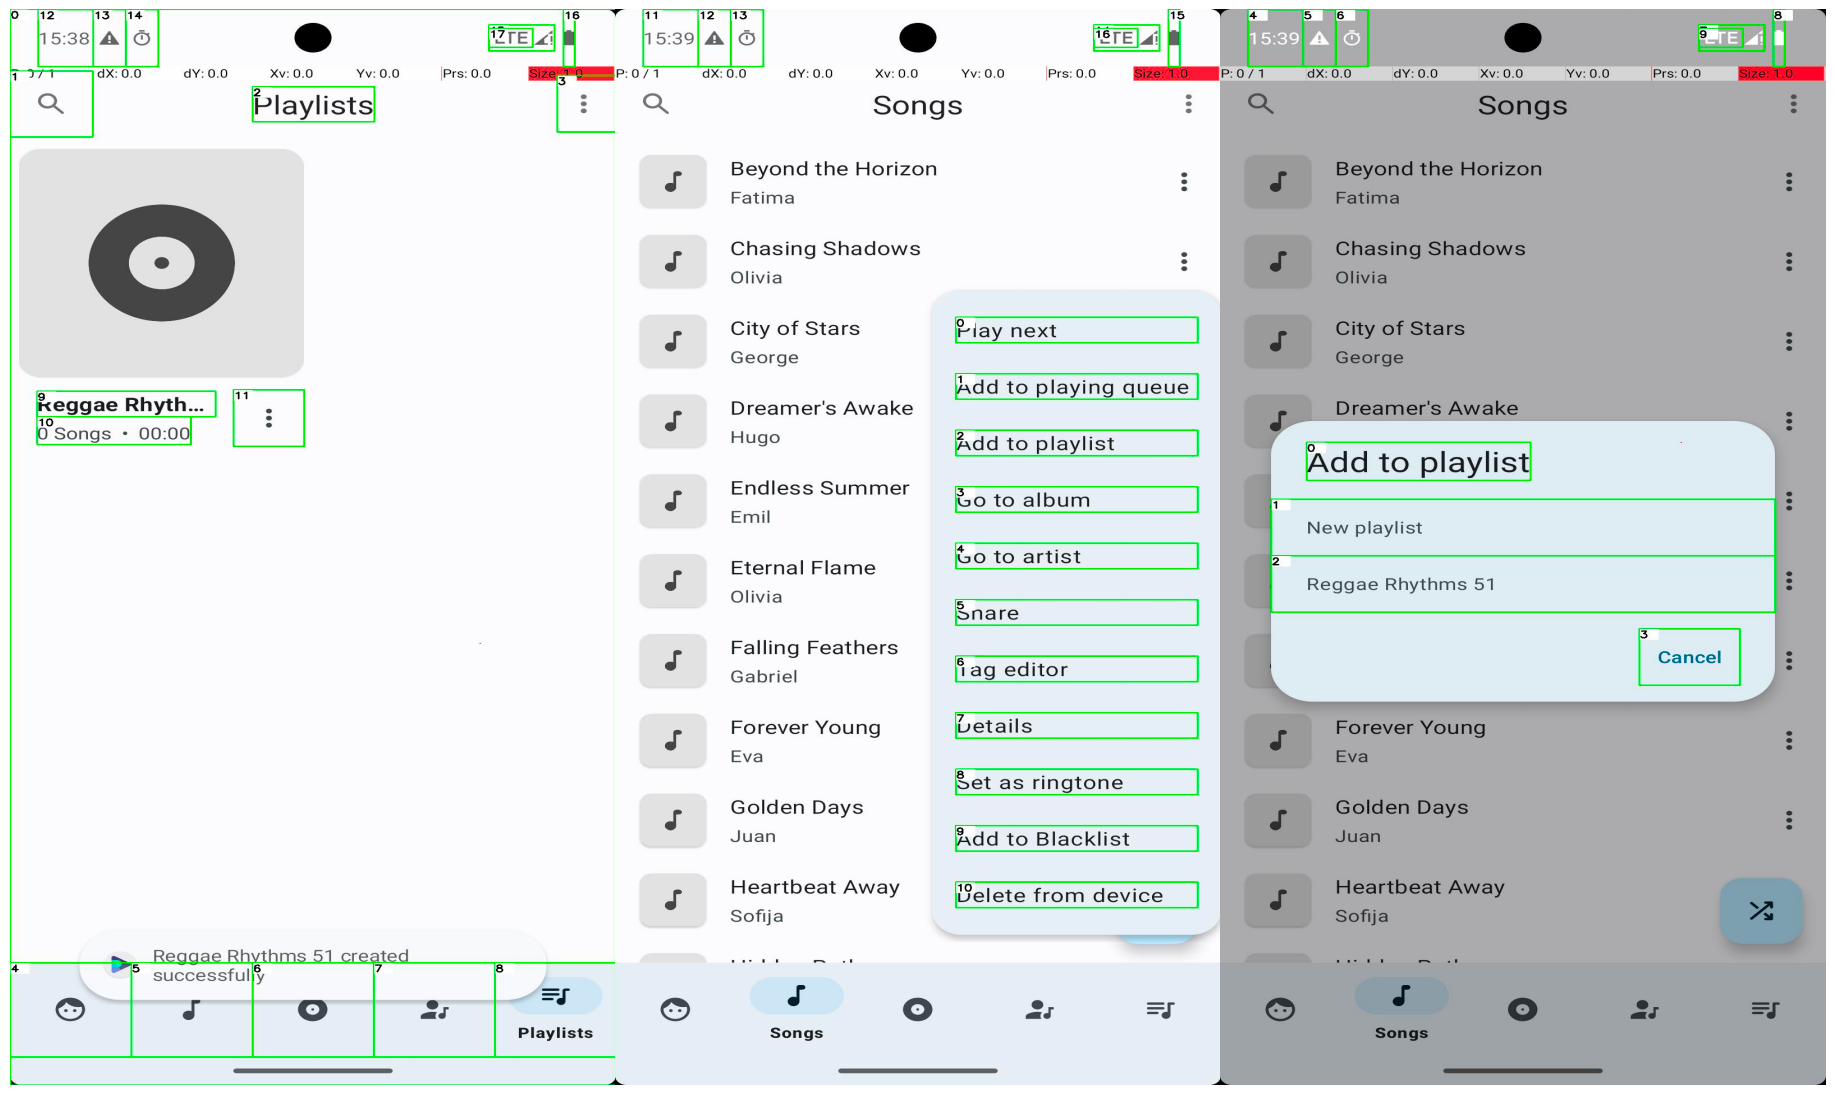 0 12 13 14 16
15:38 17 LTE
1 0/1 dX: 0.0 dY: 0.0 Xv: 0.0 Yv: 0.0 Prs: 0.0 Size: 1.0
2 Playlists 3
9 Reggae Rhyth... 11
10 0 Songs • 00:00
Reggae Rhythms 51 created
successfully
4 5 6 7 8
Playlists
11 12 13 15
15:39 16 LTE
P: 0 / 1 dX: 0.0 dY: 0.0 Xv: 0.0 Yv: 0.0 Prs: 0.0 Size: 1.0
Songs
Beyond the Horizon
Fatima
Chasing Shadows
Olivia
City of Stars
George
Dreamer's Awake
Hugo
Endless Summer
Emil
Eternal Flame
Olivia
Falling Feathers
Gabriel
Forever Young
Eva
Golden Days
Juan
Heartbeat Away
Sofija
0 Play next
1 Add to playing queue
2 Add to playlist
3 Go to album
4 Go to artist
5 Share
6 Tag editor
7 Details
8 Set as ringtone
9 Add to Blacklist
10 Delete from device
Songs
4 5 6 8
15:39 9 LTE
P: 0 / 1 dX: 0.0 dY: 0.0 Xv: 0.0 Yv: 0.0 Prs: 0.0 Size: 1.0
Songs
Beyond the Horizon
Fatima
Chasing Shadows
Olivia
City of Stars
George
Dreamer's Awake
0 Add to playlist
1 New playlist
2 Reggae Rhythms 51
3 Cancel
Forever Young
Eva
Golden Days
Juan
Heartbeat Away
Sofija
Songs